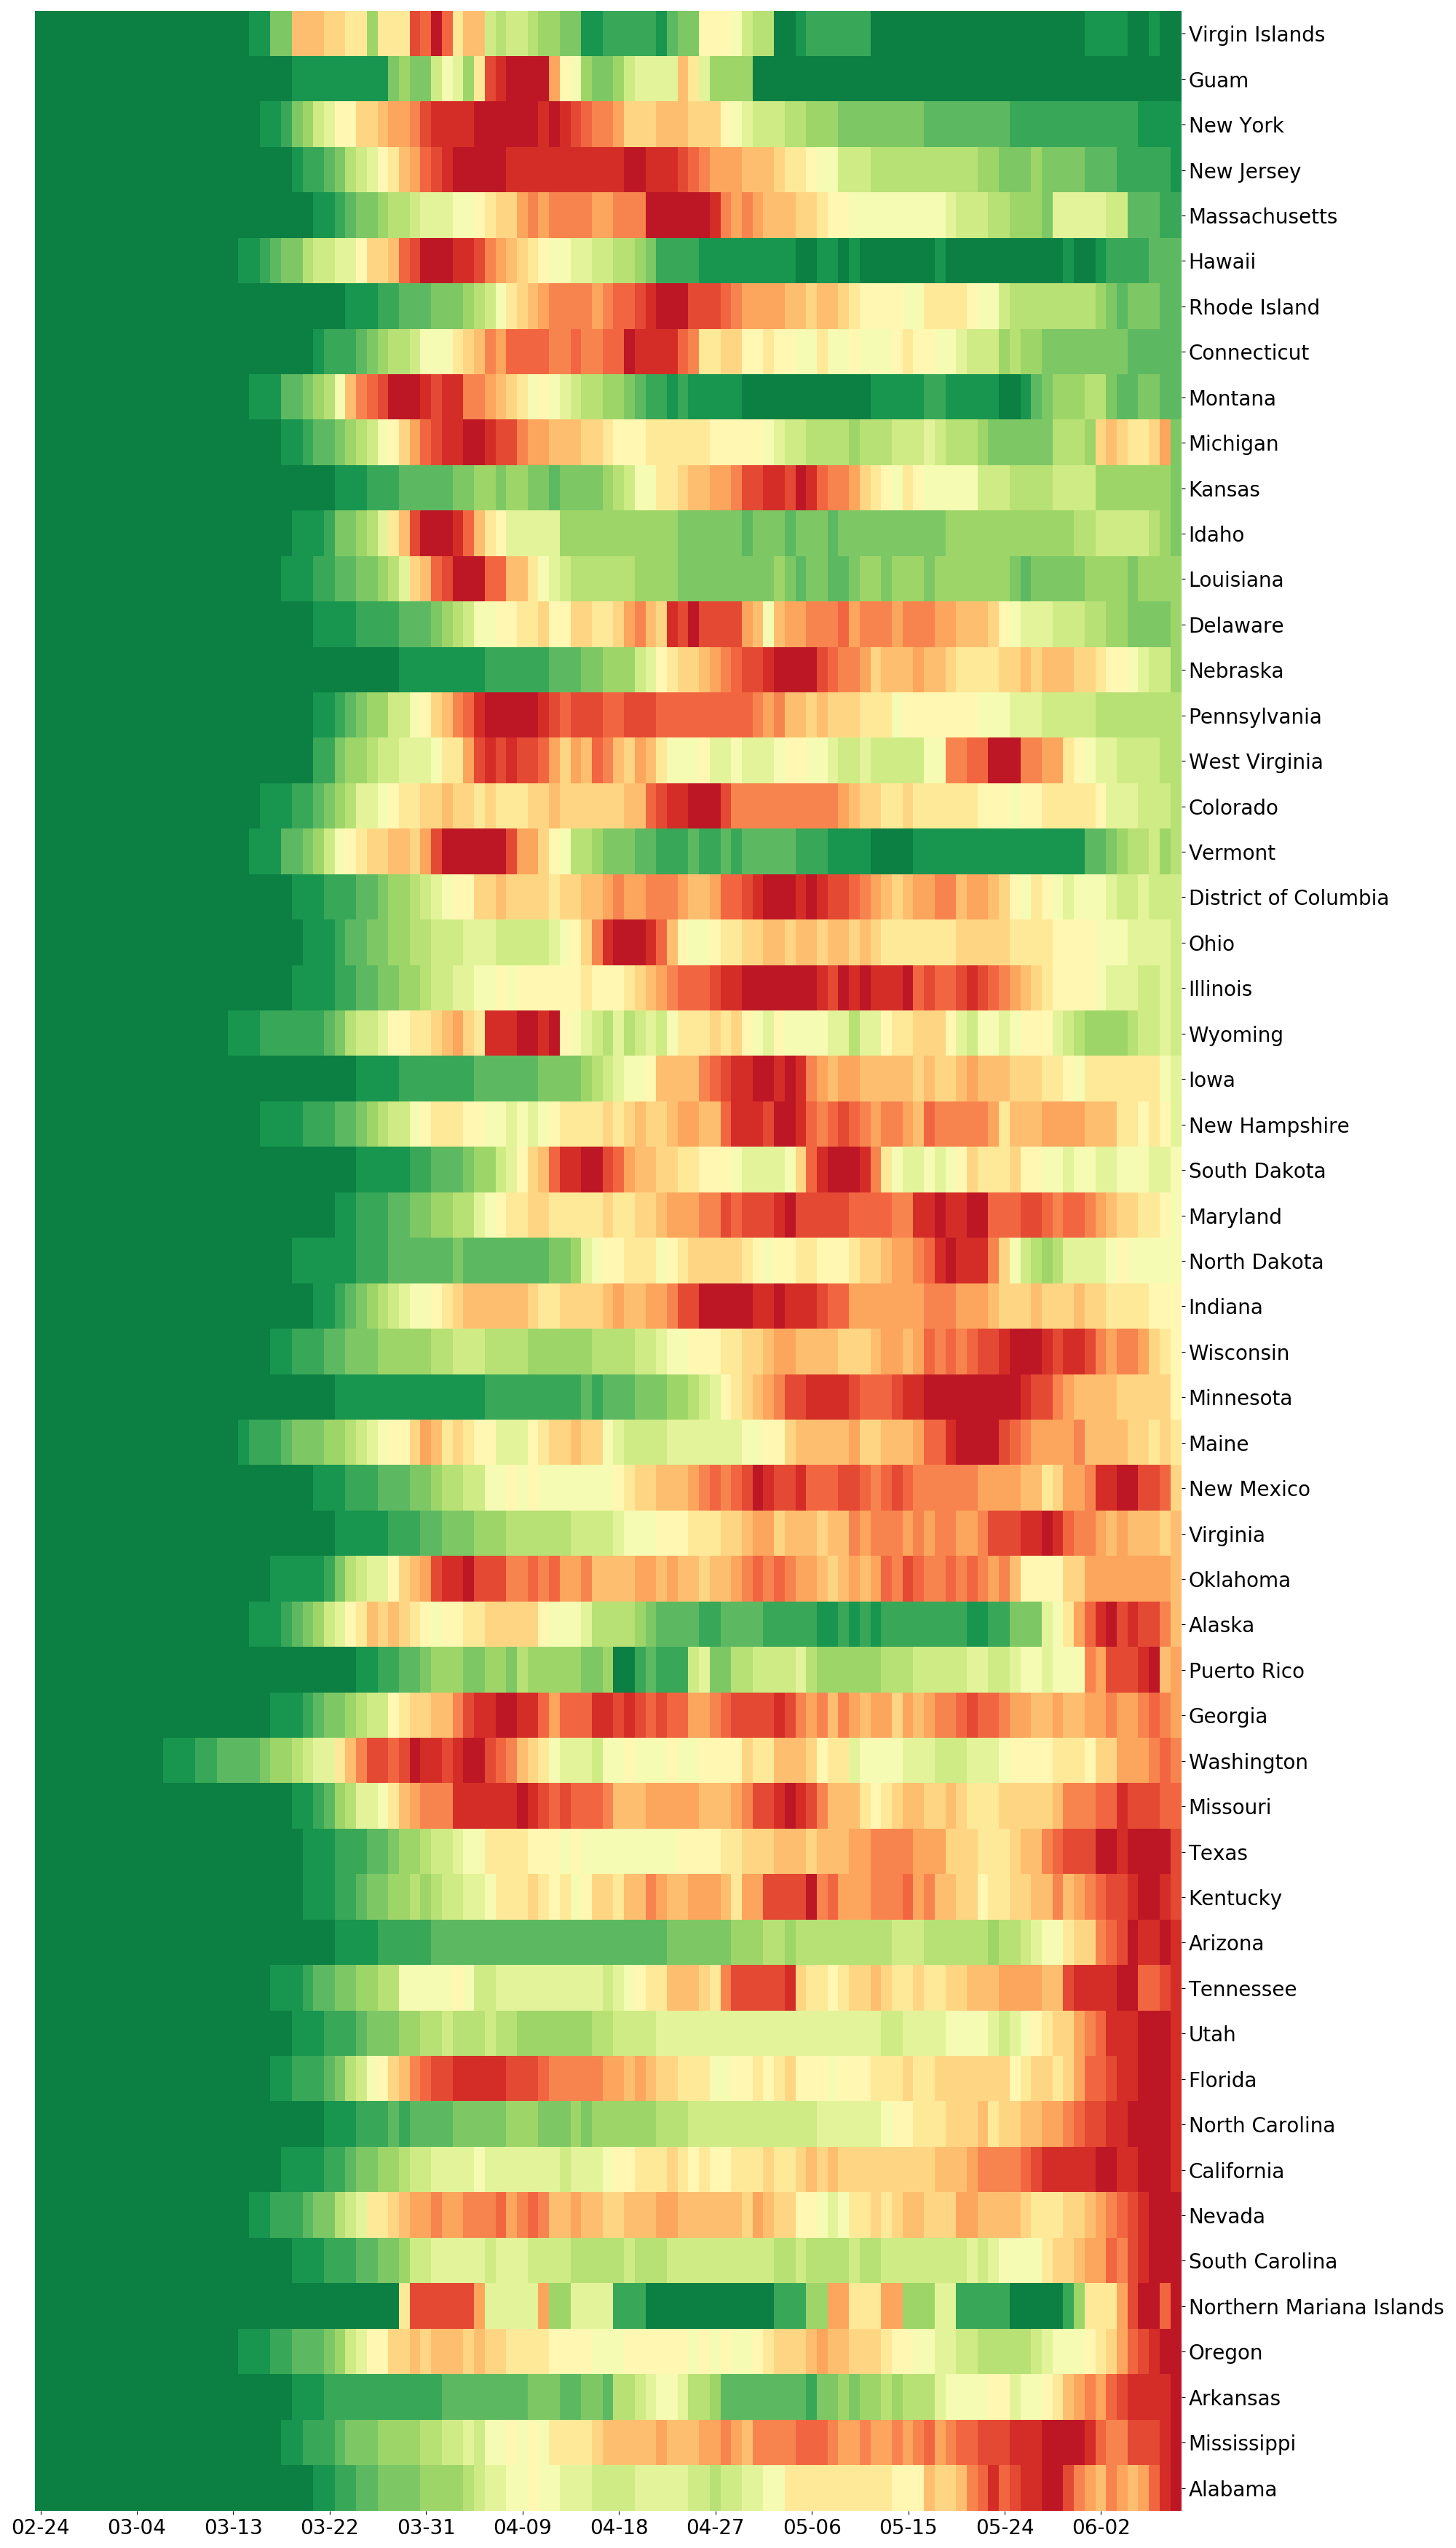 Virgin Islands
Guam
New York
New Jersey
Massachusetts
Hawaii
Rhode Island
Connecticut
Montana
Michigan
Kansas
Idaho
Louisiana
Delaware
Nebraska
Pennsylvania
West Virginia
Colorado
Vermont
District of Columbia
Ohio
Illinois
Wyoming
Iowa
New Hampshire
South Dakota
Maryland
North Dakota
Indiana
Wisconsin
Minnesota
Maine
New Mexico
Virginia
Oklahoma
Alaska
Puerto Rico
Georgia
Washington
Missouri
Texas
Kentucky
Arizona
Tennessee
Utah
Florida
North Carolina
California
Nevada
South Carolina
Northern Mariana Islands
Oregon
Arkansas
Mississippi
Alabama
02-24 03-04 03-13 03-22 03-31 04-09 04-18 04-27 05-06 05-15 05-24 06-02